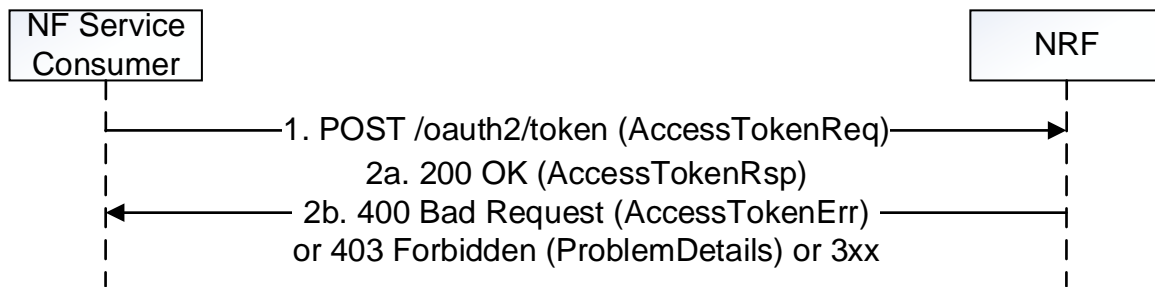 NF Service
Consumer
NRF
1. POST /oauth2/token (AccessTokenReq)
2a. 200 OK (AccessTokenRsp)
2b. 400 Bad Request (AccessTokenErr)
or 403 Forbidden (ProblemDetails) or 3xx